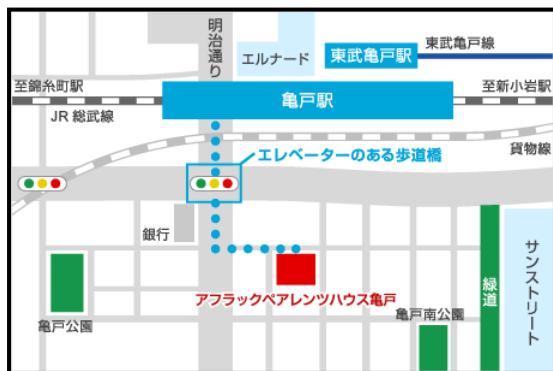 明治通り
エルナード
東武亀戸駅
東武亀戸線
至錦糸町駅
亀戸駅
至新小岩駅
JR 総武線
エレベーターのある歩道橋
貨物線
銀行
アフラックペアレンツハウス亀戸
亀戸公園
亀戸南公園
緑道
サンストリート